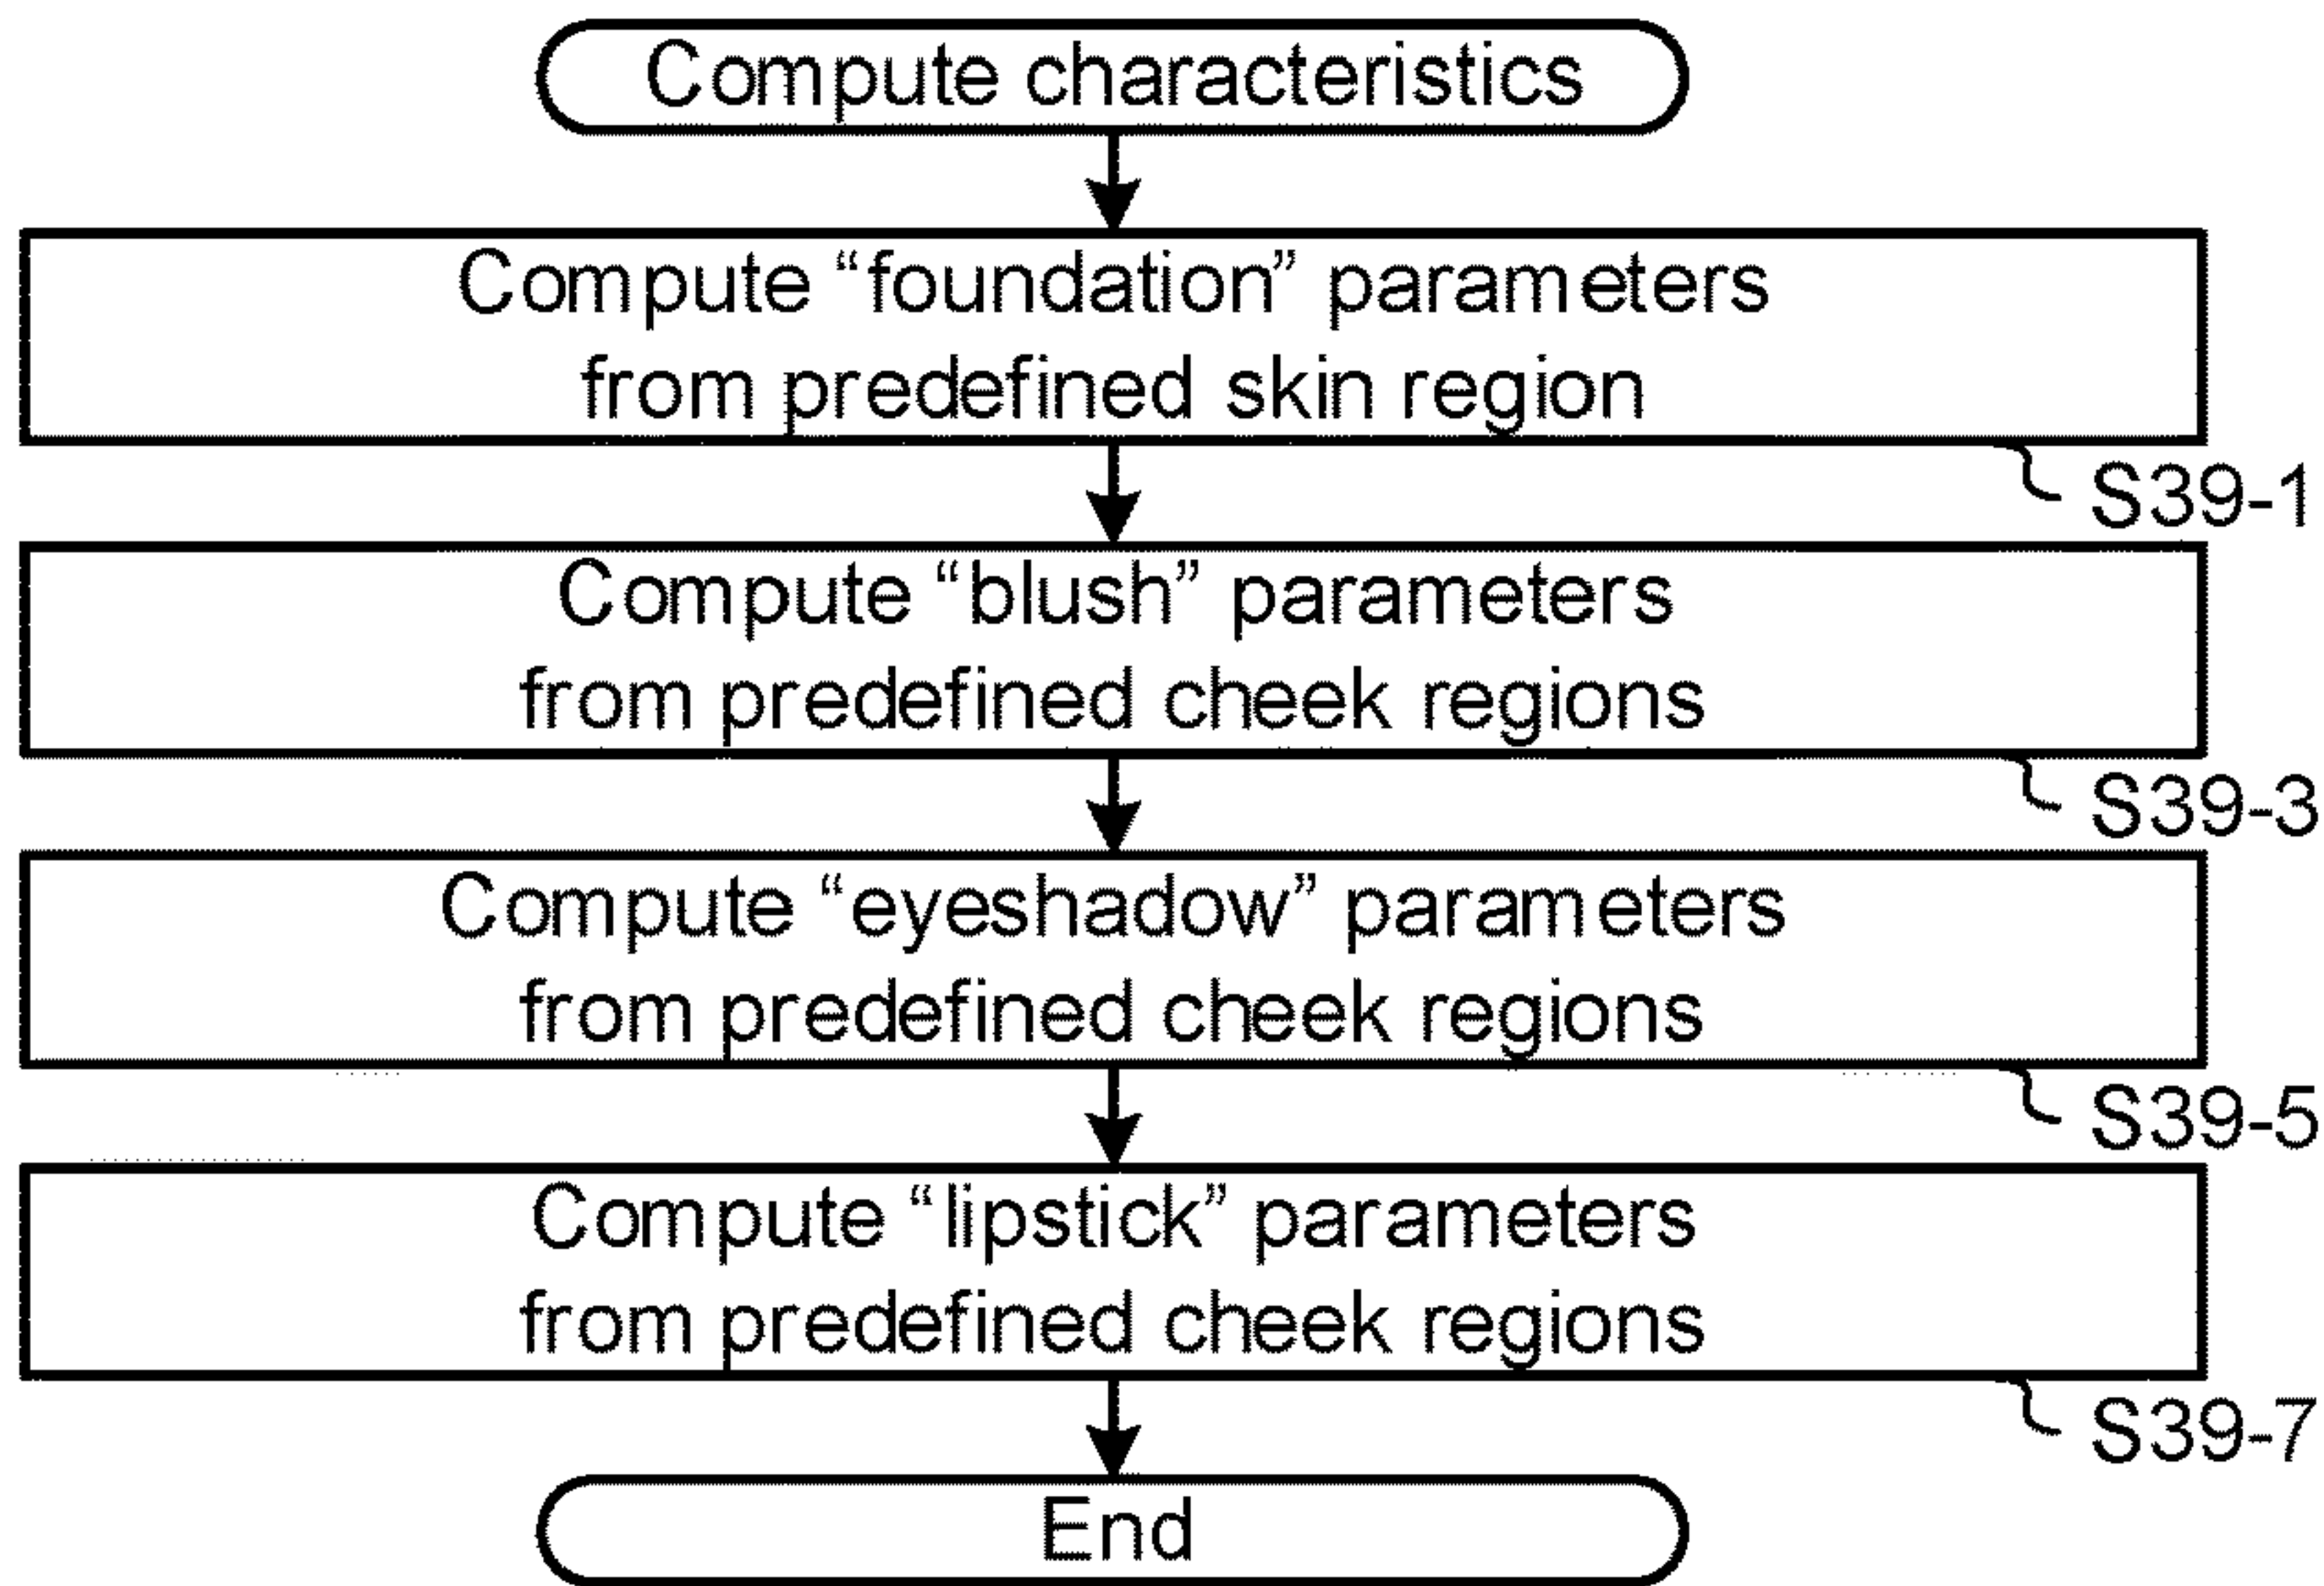 Compute characteristics
Compute “foundation” parameters
from predefined skin region
S39-1
Compute “blush” parameters
from predefined cheek regions
S39-3
Compute “eyeshadow” parameters
from predefined cheek regions
S39-5
Compute “lipstick” parameters
from predefined cheek regions
S39-7
End